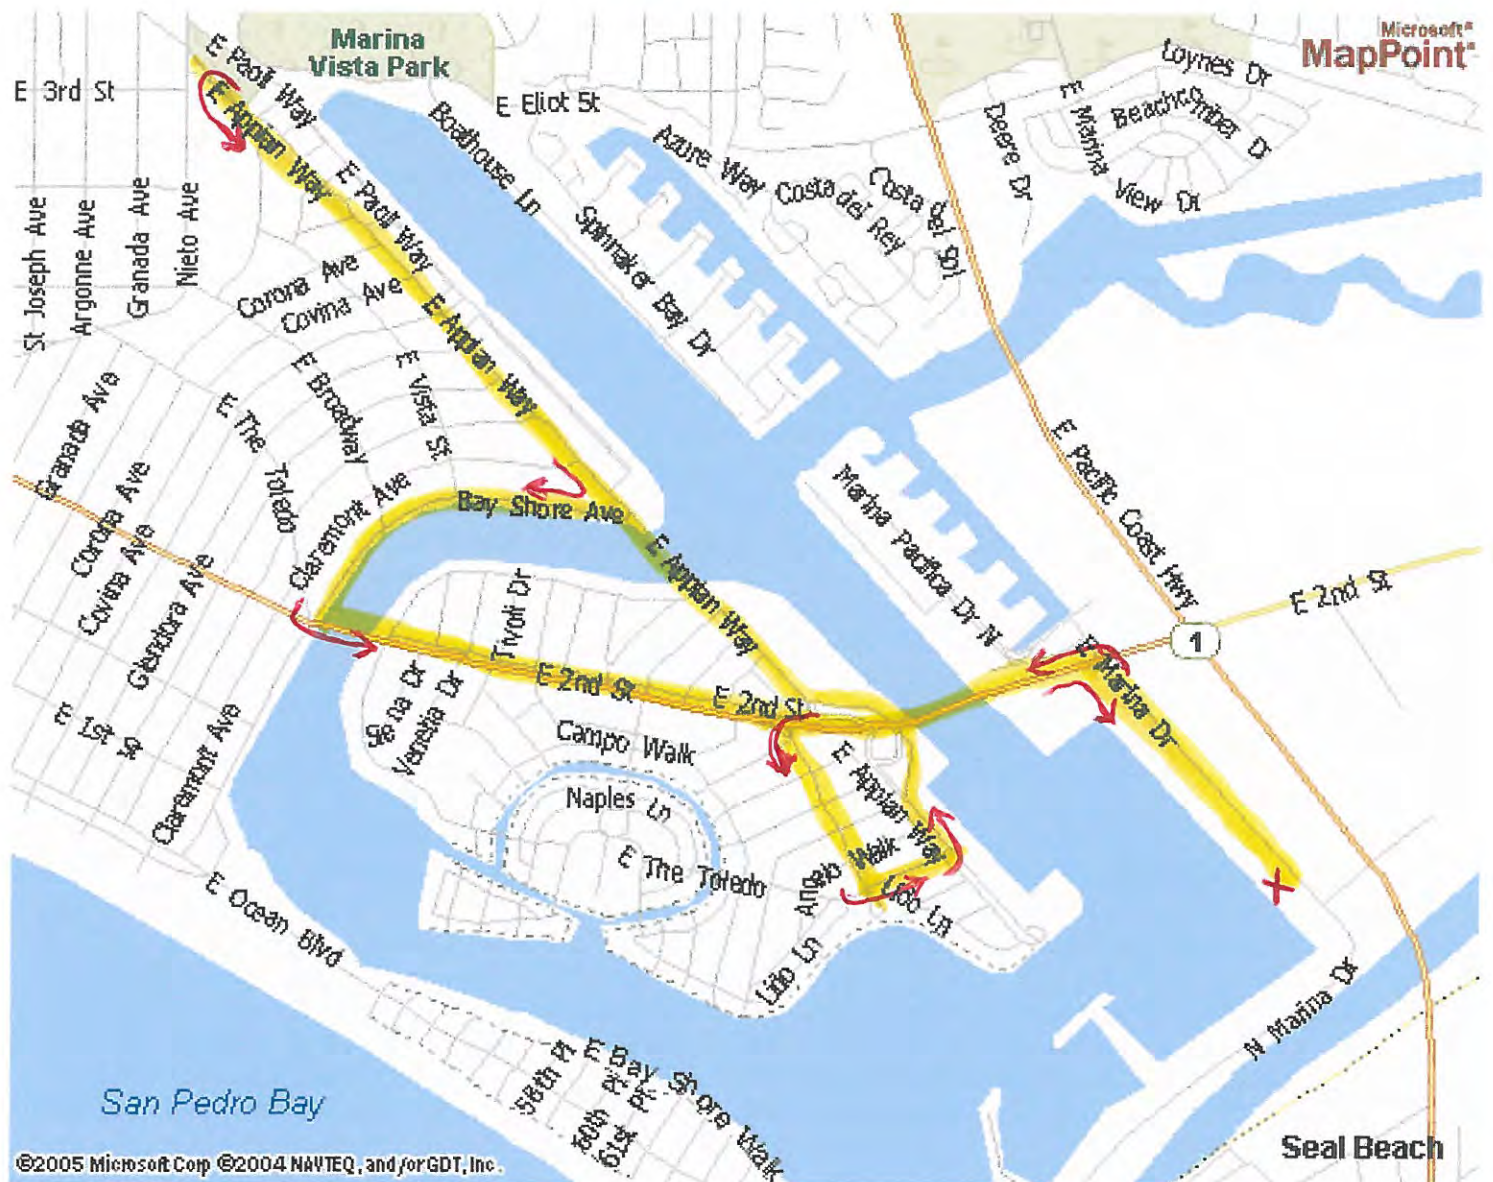 Microsoft®
MapPoint®
Marina
Vista Park
E Paoli Way
E 3rd St
E Appian Way
E Eliot St
Boathouse Ln
Azure Way
Costa del Rey
Costa del Sol
Deere Dr
Loynes Dr
Beachcomber Dr
E Marina View Dr
E Paoli Way
St Joseph Ave
Argonne Ave
Granada Ave
Nieto Ave
Spinnaker Bay Dr
Corona Ave
Covina Ave
E Appian Way
E Broadway
E Vista St
E The Toledo
Granada Ave
Corona Ave
Covina Ave
Glendora Ave
Claremont Ave
Bay Shore Ave
E Appian Way
Marina Pacifica Dr N
E Pacific Coast Hwy
E 2nd St
1
Tivoli Dr
E 2nd St
E 2nd St
E Marina Dr
Venetia Dr
Campo Walk
E Appian Way
E 1st St
Claremont Ave
Naples Ln
E The Toledo
Walk
Lido Ln
Lido Ln
E Ocean Blvd
N Marina Dr
E Bay Shore Walk
58th Pl
60th Pl
61st Pl
San Pedro Bay
Seal Beach
©2005 Microsoft Corp ©2004 NAVTEQ, and/or GDT, Inc.